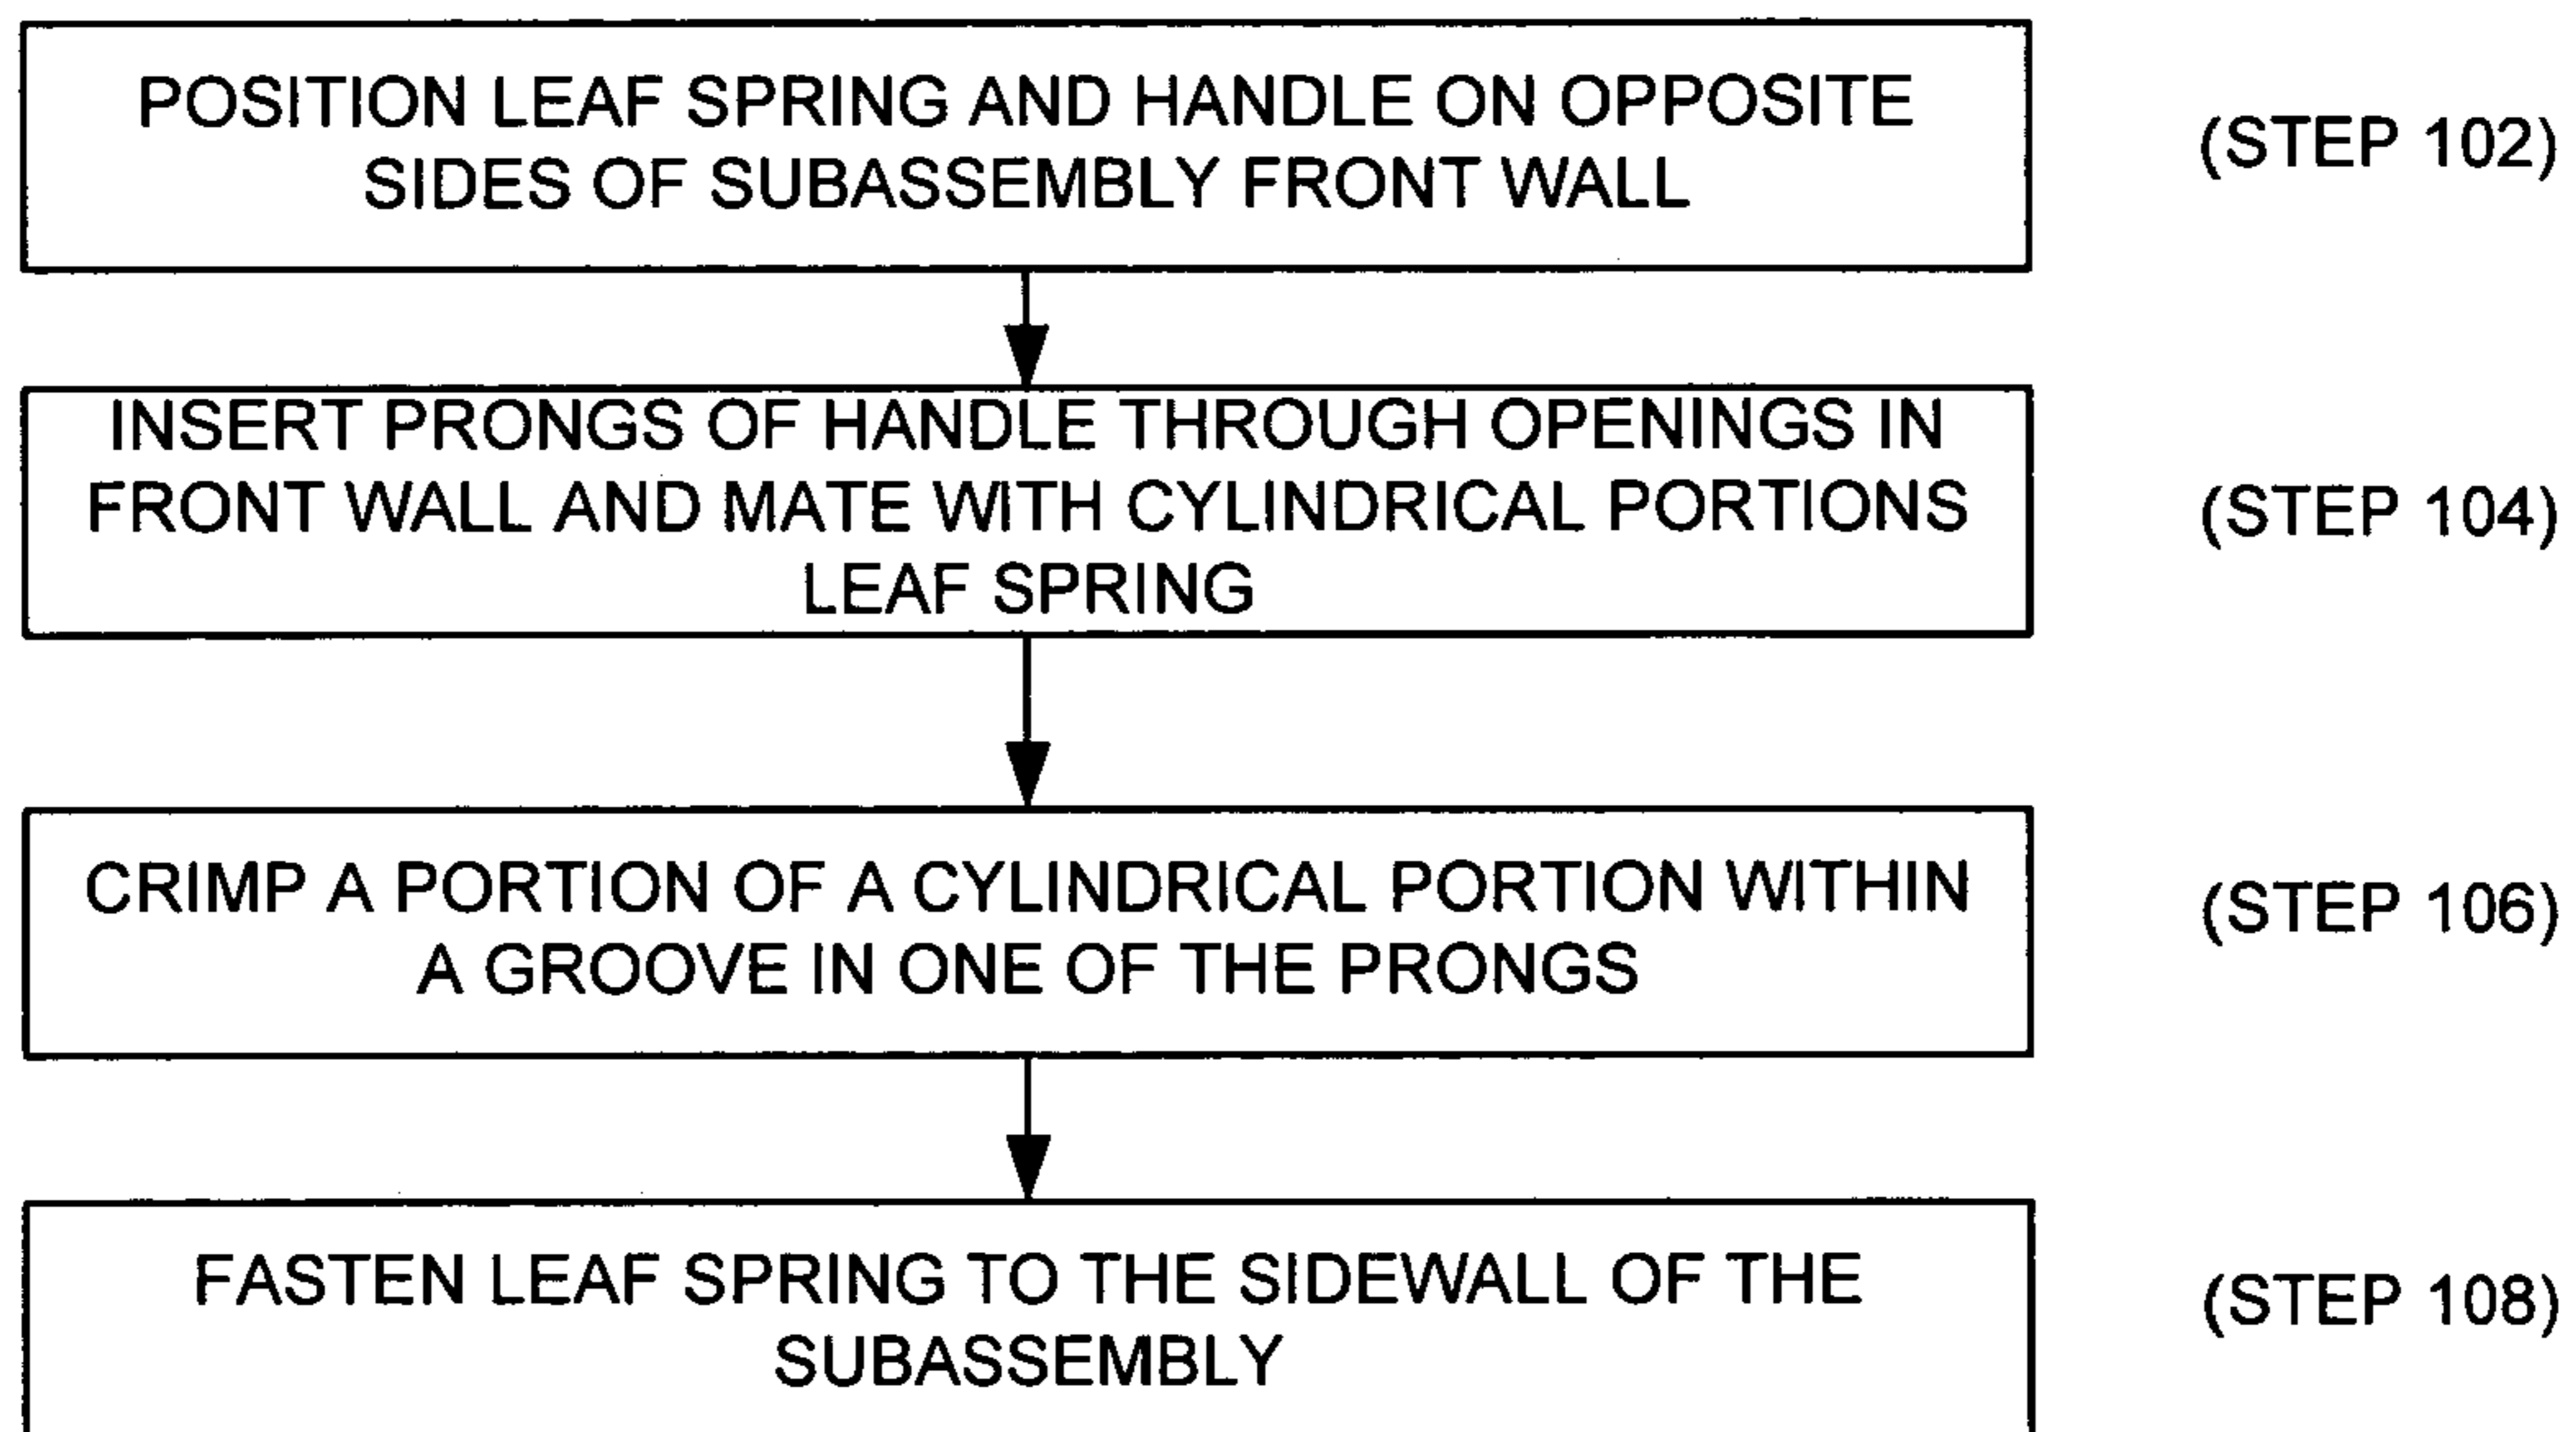 POSITION LEAF SPRING AND HANDLE ON OPPOSITE
SIDES OF SUBASSEMBLY FRONT WALL
(STEP 102)
INSERT PRONGS OF HANDLE THROUGH OPENINGS IN
FRONT WALL AND MATE WITH CYLINDRICAL PORTIONS
LEAF SPRING
(STEP 104)
CRIMP A PORTION OF A CYLINDRICAL PORTION WITHIN
A GROOVE IN ONE OF THE PRONGS
(STEP 106)
FASTEN LEAF SPRING TO THE SIDEWALL OF THE
SUBASSEMBLY
(STEP 108)